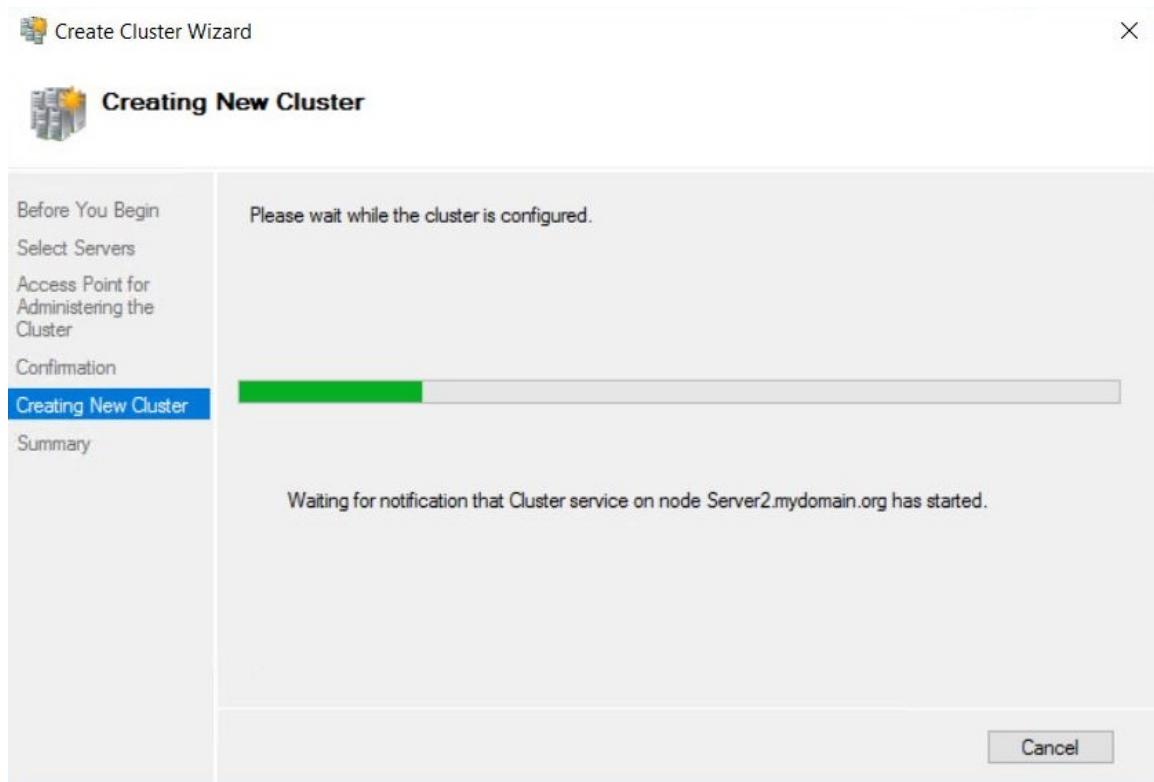 Create Cluster Wizard
Creating New Cluster
Before You Begin
Select Servers
Access Point for
Administering the
Cluster
Confirmation
Creating New Cluster
Summary
Please wait while the cluster is configured.
Waiting for notification that Cluster service on node Server2.mydomain.org has started.
Cancel